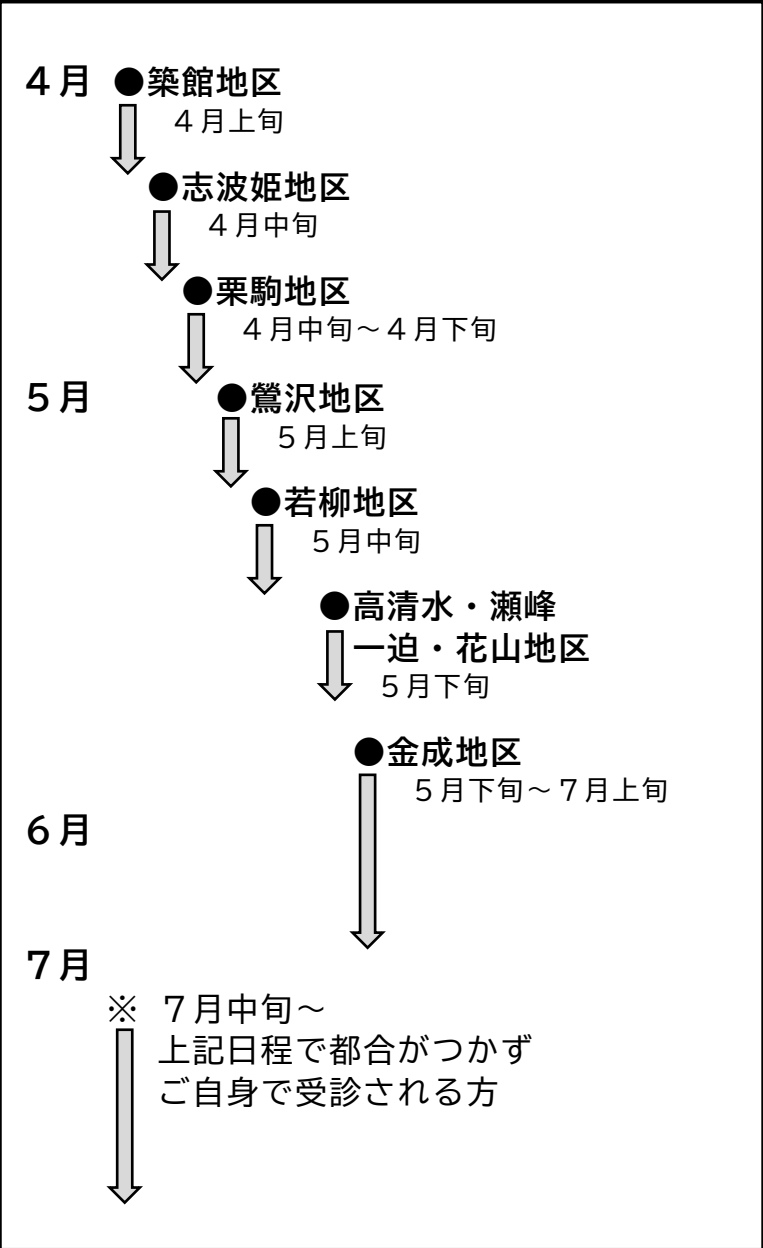 ４月 ●築館地区
４月上旬
●志波姫地区
４月中旬
●栗駒地区
４月中旬～４月下旬
５月 ●鶯沢地区
５月上旬
●若柳地区
５月中旬
●高清水・瀬峰
一迫・花山地区
５月下旬
●金成地区
５月下旬～７月上旬
６月
７月
※ ７月中旬～
上記日程で都合がつかず
ご自身で受診される方